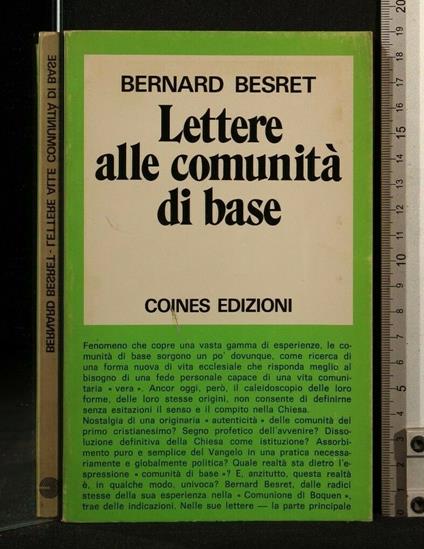 BERNARD BESRET
Lettere
alle comunità
di base
COINES EDIZIONI
Fenomeno che copre una vasta gamma di esperienze, le co-
munità di base sorgono un po' dovunque, come ricerca di
una forma nuova di vita ecclesiale che risponda meglio al
bisogno di una fede personale capace di una vita comuni-
taria « vera ». Ancor oggi, però, il caleidoscopio delle loro
forme, delle loro stesse origini, non consente di definirne
senza esitazioni il senso e il compito nella Chiesa.
Nostalgia di una originaria « autenticità » delle comunità del
primo cristianesimo? Segno profetico dell'avvenire? Disso-
luzione definitiva della Chiesa come istituzione? Assorbi-
mento puro e semplice del Vangelo in una pratica necessa-
riamente e globalmente politica? Quale realtà sta dietro l'e-
spressione « comunità di base »? E, anzitutto, questa realtà
è, in qualche modo, univoca? Bernard Besret, dalle radici
stesse della sua esperienza nella « Comunione di Boquen »,
trae delle indicazioni. Nelle sue lettere — la parte principale
BERNARD BESRET - LETTERE ALLE COMUNITÀ DI BASE
20
15
10
5